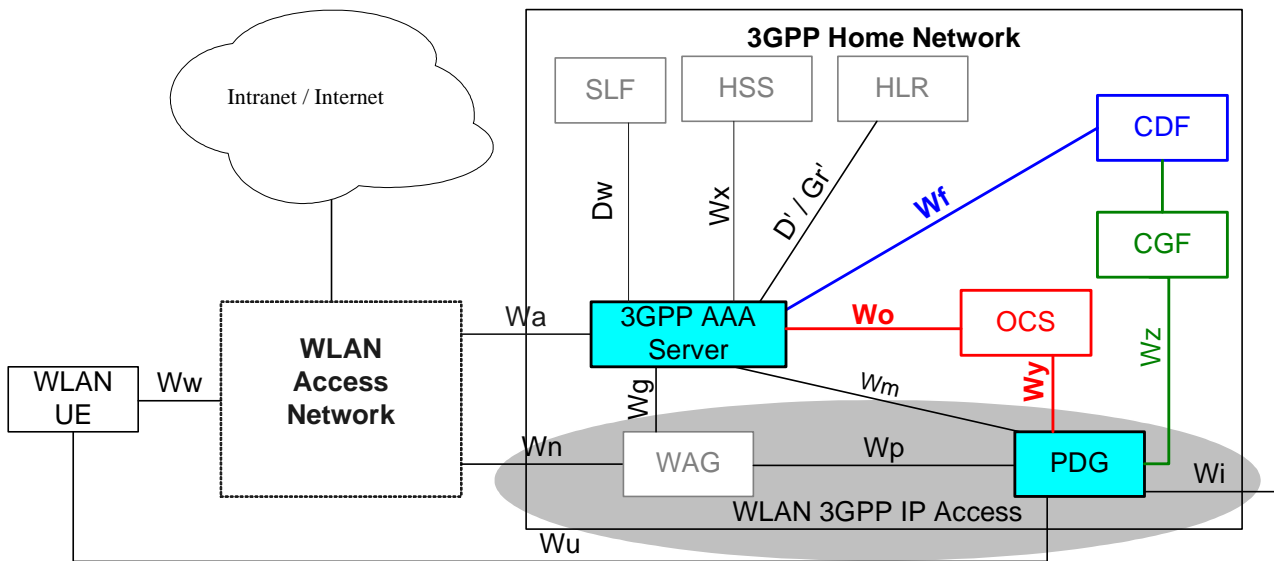 3GPP Home Network
Intranet / Internet
SLF
HSS
HLR
CDF
Dw
Wx
D' / Gr'
Wf
CGF
Wa
3GPP AAA
Server
Wo
OCS
Wz
WLAN
Access
Network
WLAN
UE
Ww
Wg
Wm
Wy
Wn
WAG
Wp
PDG
Wi
WLAN 3GPP IP Access
Wu